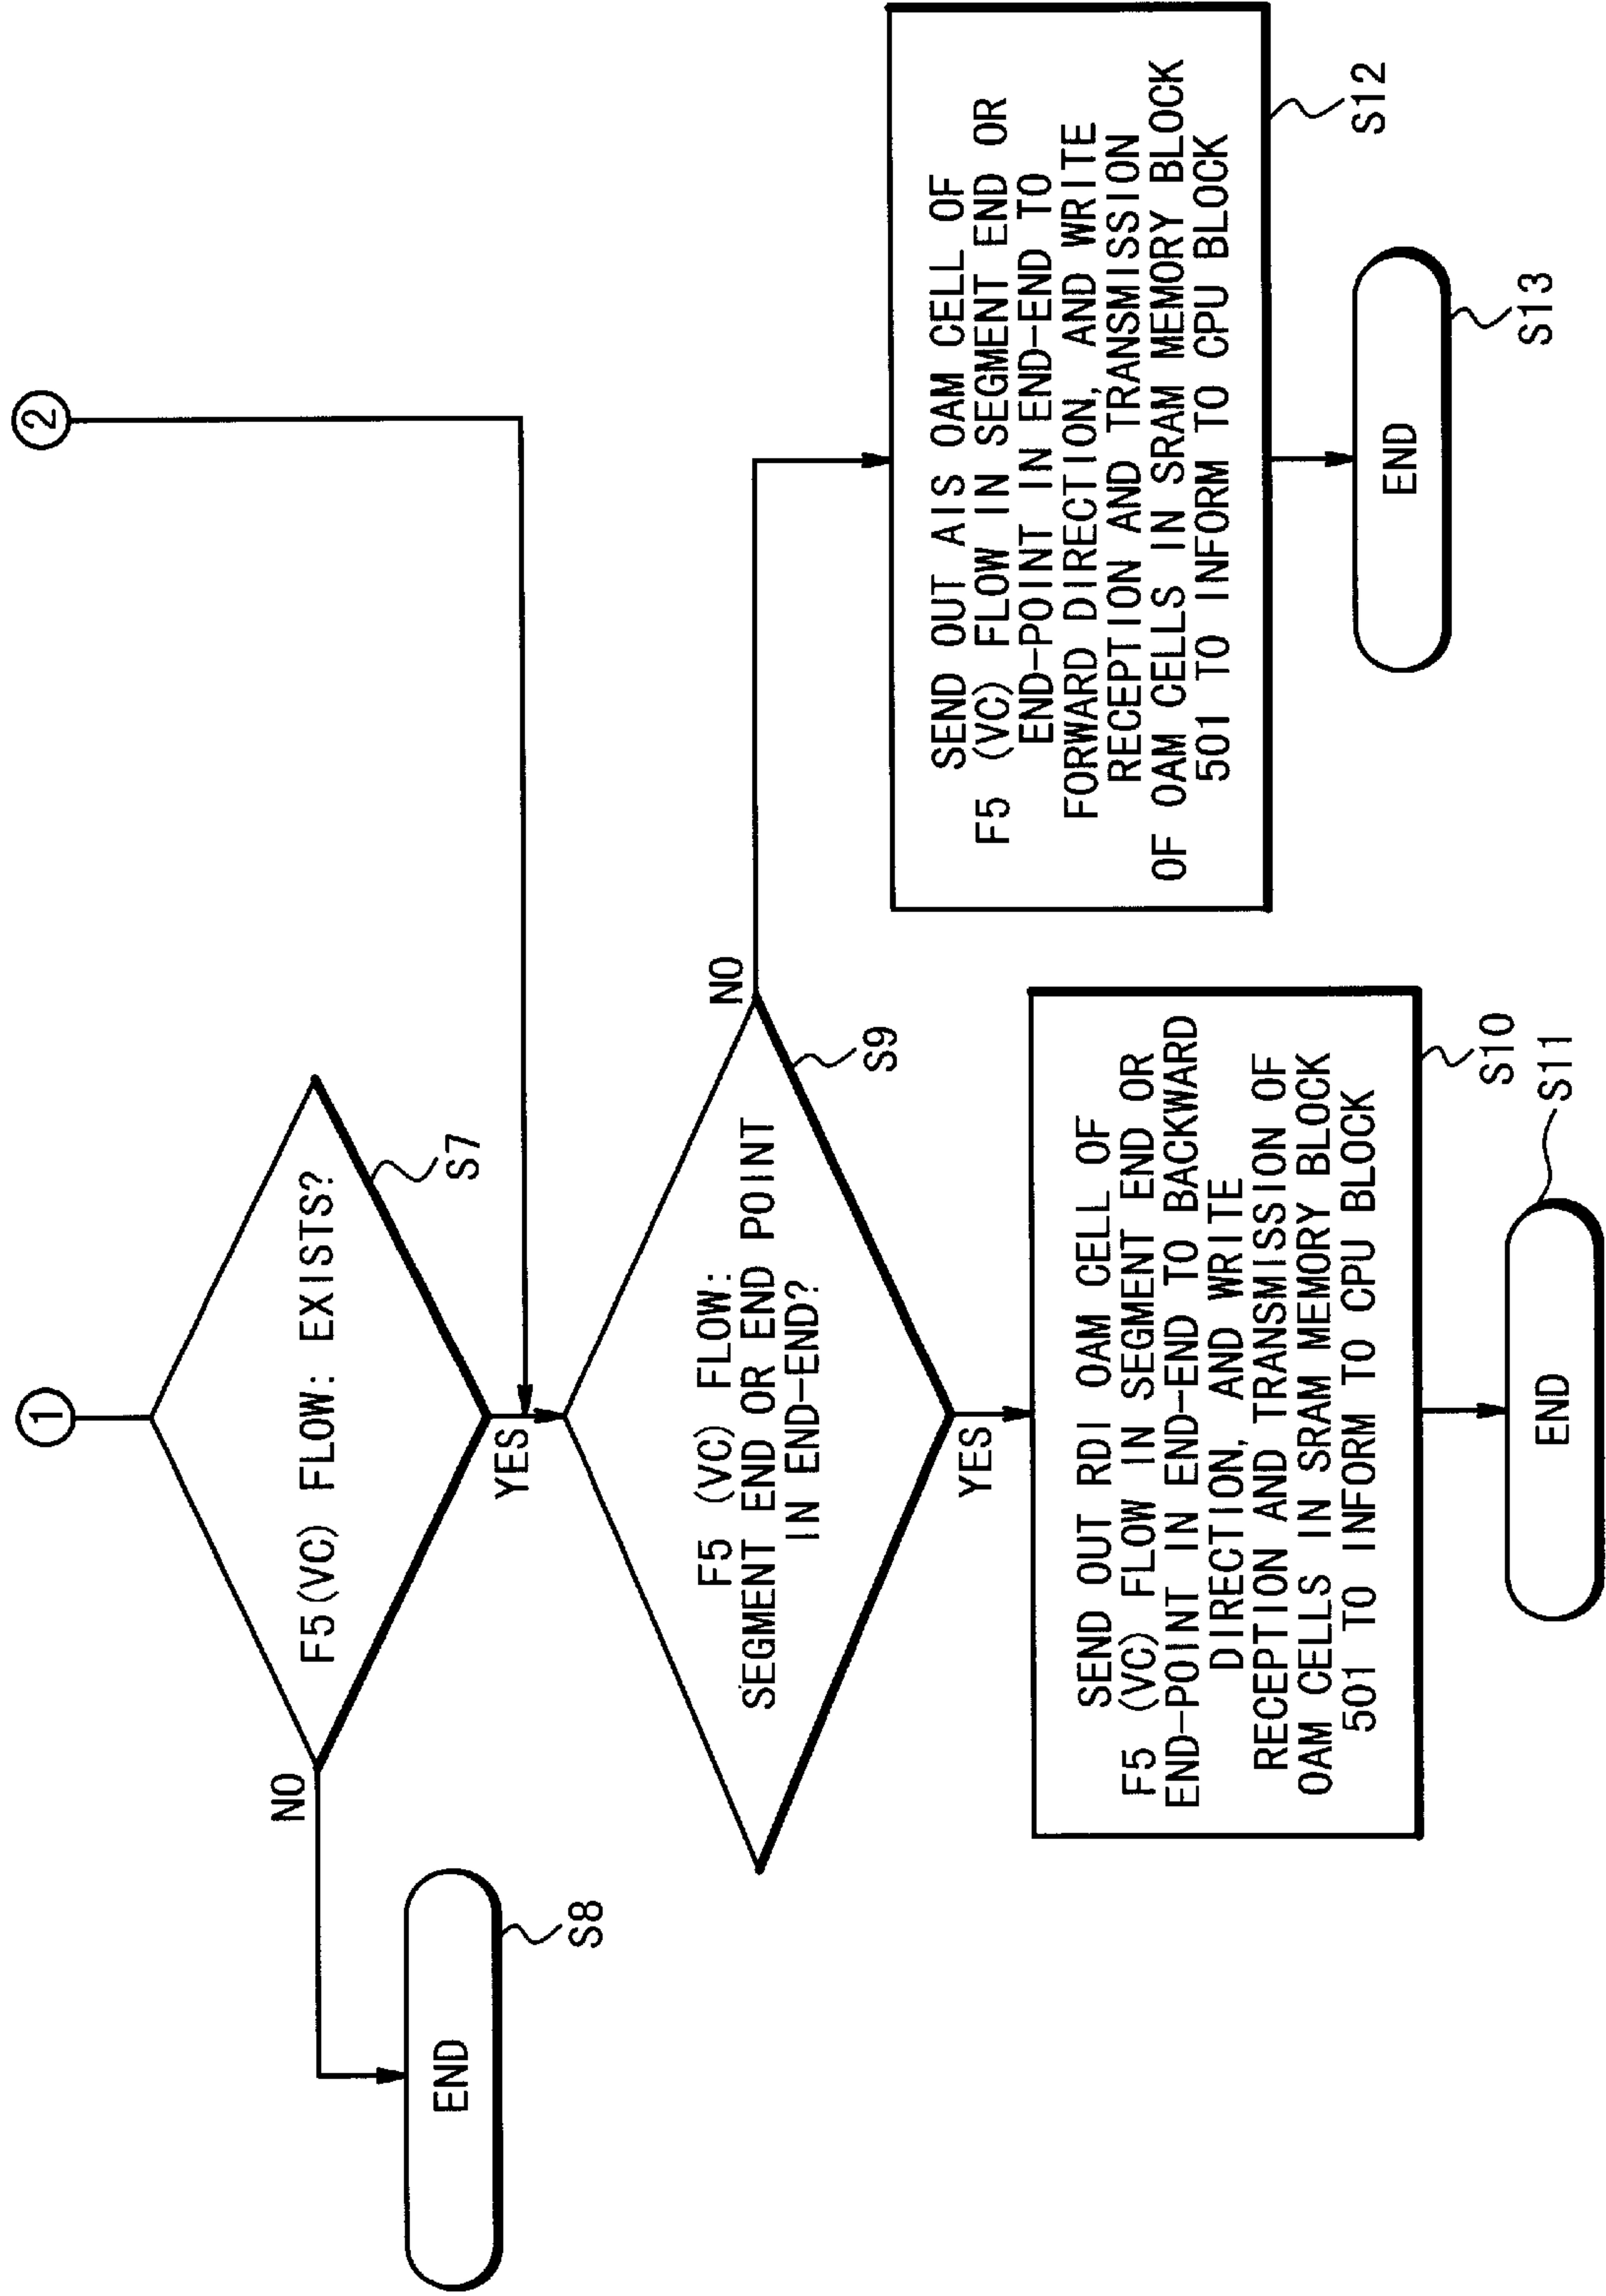 1
2
F5(VC) FLOW: EXISTS?
S7
NO
YES
END
S8
F5 (VC) FLOW:
SEGMENT END OR END POINT
IN END-END?
S9
NO
YES
SEND OUT RDI OAM CELL OF
F5 (VC) FLOW IN SEGMENT END OR
END-POINT IN END-END TO BACKWARD
DIRECTION, AND WRITE
RECEPTION AND TRANSMISSION OF
OAM CELLS IN SRAM MEMORY BLOCK
501 TO INFORM TO CPU BLOCK
S10
END
S11
SEND OUT AIS OAM CELL OF
F5 (VC) FLOW IN SEGMENT END OR
END-POINT IN END-END TO
FORWARD DIRECTION, AND WRITE
RECEPTION AND TRANSMISSION
OF OAM CELLS IN SRAM MEMORY BLOCK
501 TO INFORM TO CPU BLOCK
S12
END
S13